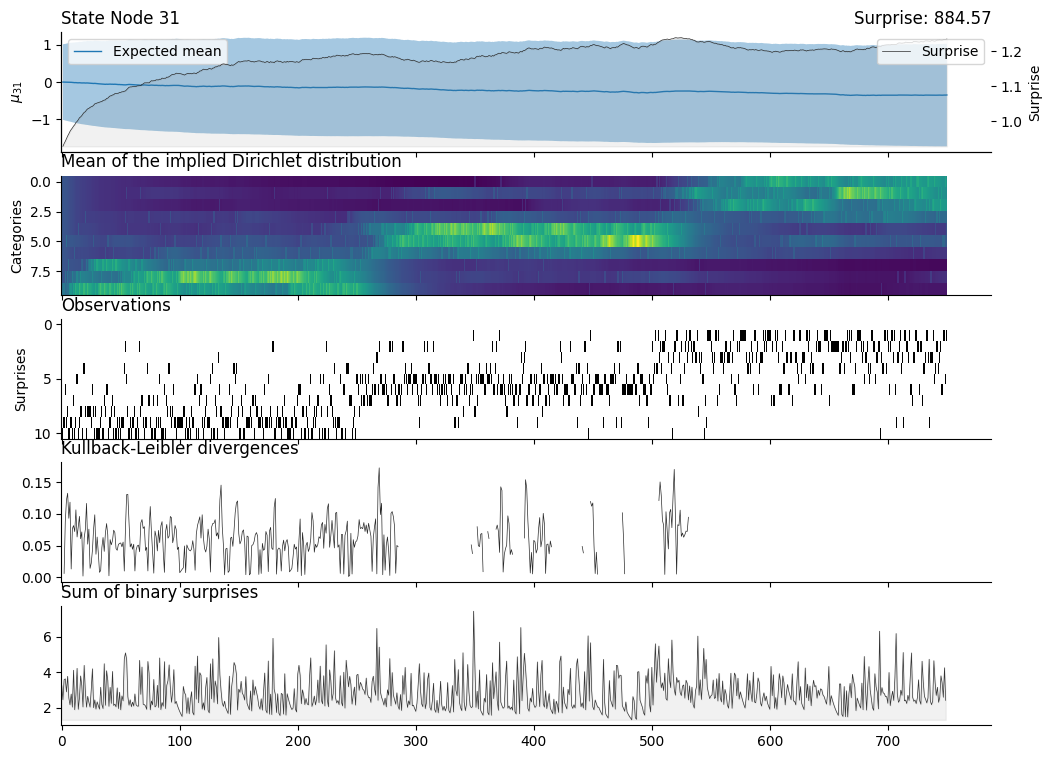 State Node 31
Surprise: 884.57
Expected mean
Surprise
1
0
−1
μ31
1.2
1.1
1.0
Surprise
Mean of the implied Dirichlet distribution
0.0
2.5
5.0
7.5
Categories
Observations
0
5
10
Surprises
Kullback-Leibler divergences
0.15
0.10
0.05
0.00
Sum of binary surprises
6
4
2
0 100 200 300 400 500 600 700